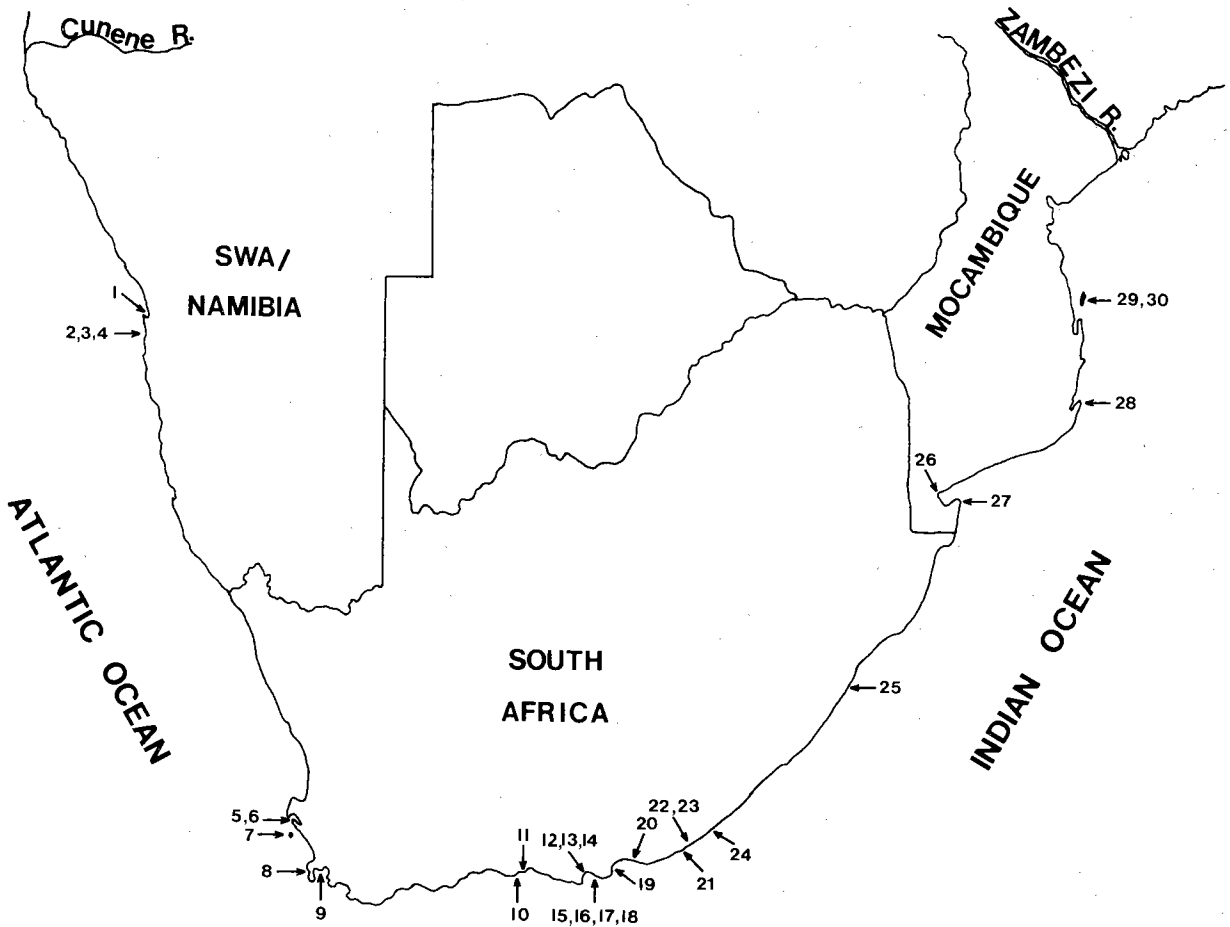 Cunene R.
ZAMBEZI R.
SWA/
NAMIBIA
MOCAMBIQUE
1
2,3,4
29,30
28
26
27
ATLANTIC OCEAN
INDIAN OCEAN
SOUTH
AFRICA
25
5,6
7
8
9
11
10
12,13,14
15,16,17,18
20
19
22,23
21
24